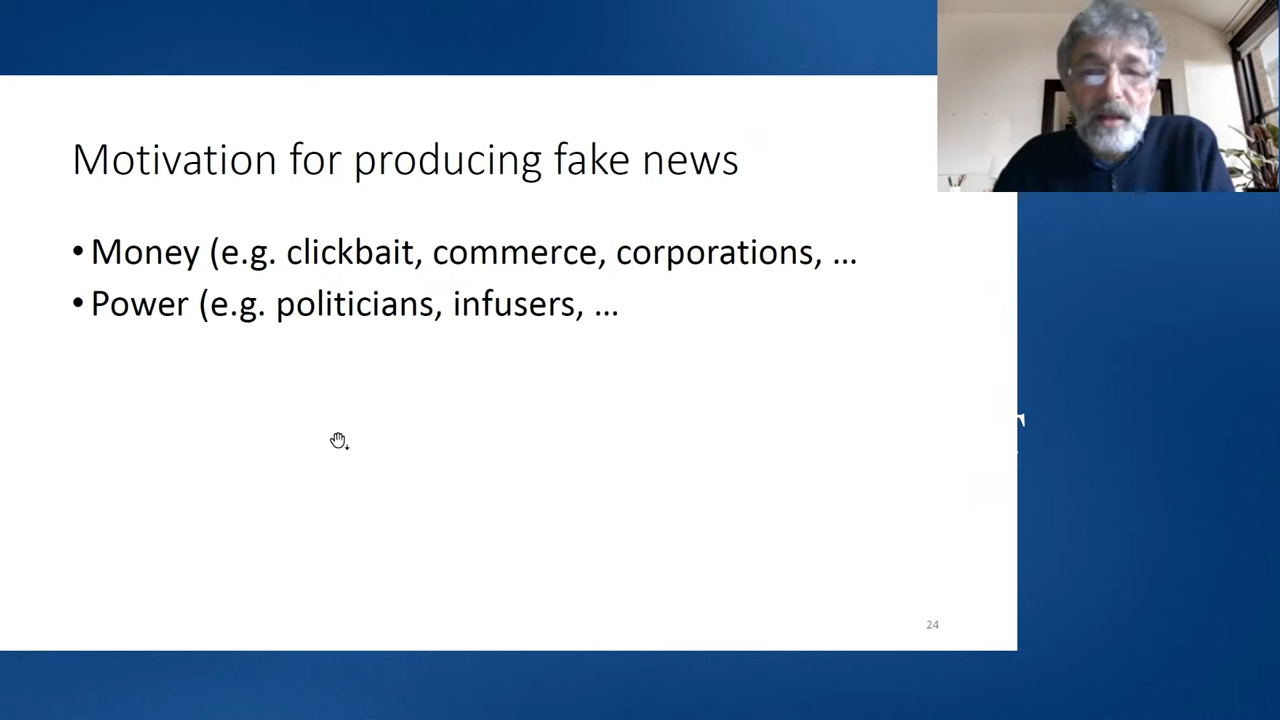 Motivation for producing fake news
• Money (e.g. clickbait, commerce, corporations, ...
• Power (e.g. politicians, infusers, ...
24